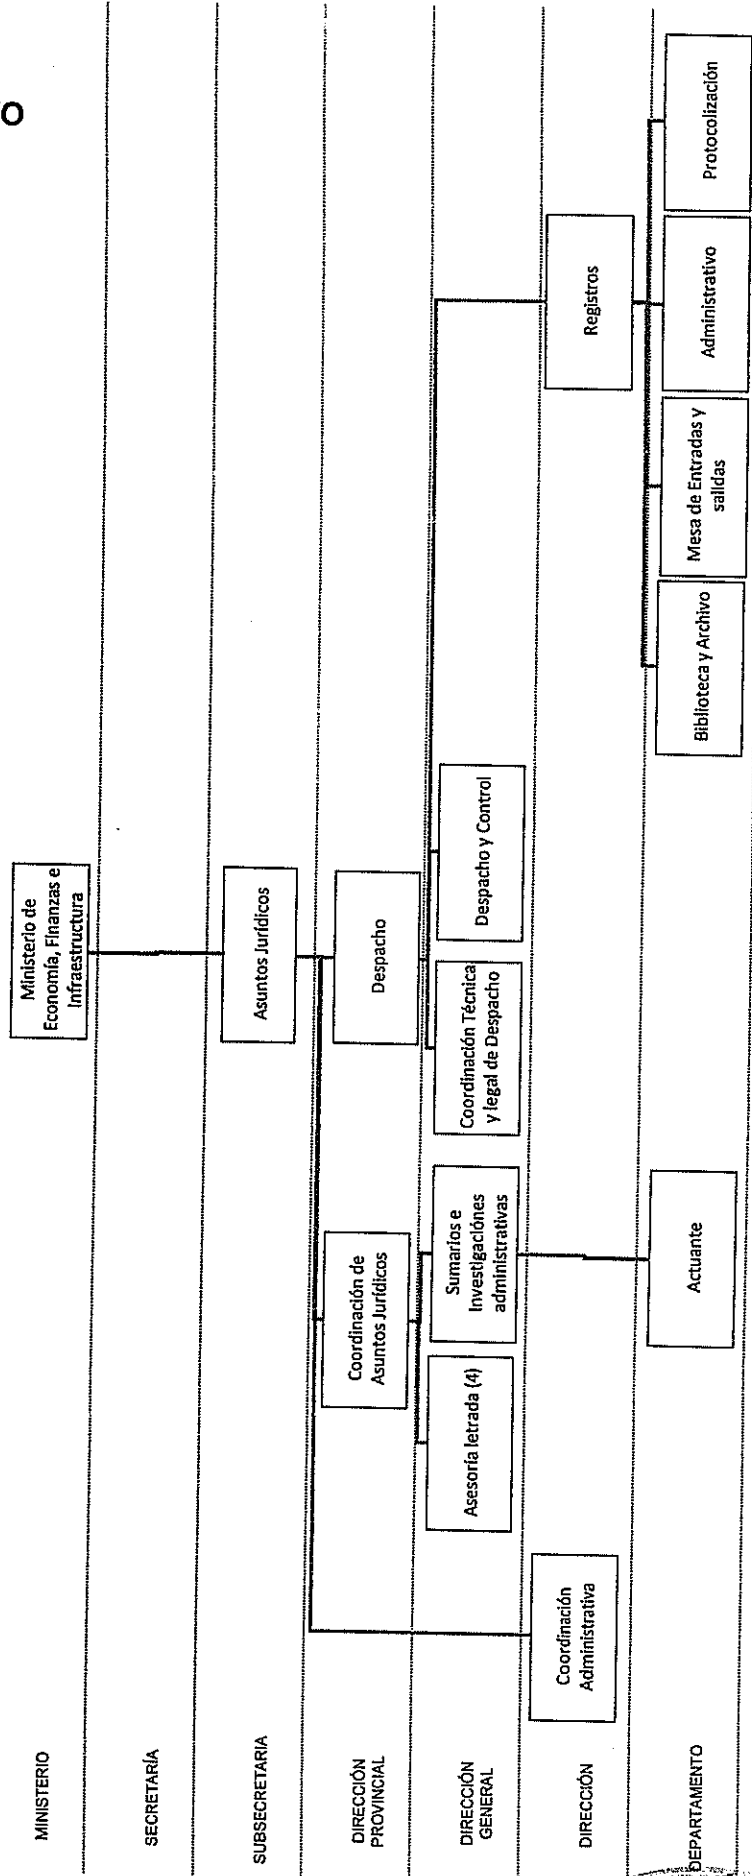 O
MINISTERIO
Ministerio de
Economía, Finanzas e
Infraestructura
SECRETARÍA
SUBSECRETARIA
Asuntos Jurídicos
DIRECCIÓN
PROVINCIAL
Coordinación de
Asuntos Jurídicos
Despacho
DIRECCIÓN
GENERAL
Asesoría letrada (4)
Sumarios e
Investigaciónes
administrativas
Coordinación Técnica
y legal de Despacho
Despacho y Control
DIRECCIÓN
Coordinación
Administrativa
Registros
DEPARTAMENTO
Actuante
Biblioteca y Archivo
Mesa de Entradas y
salidas
Administrativo
Protocolización